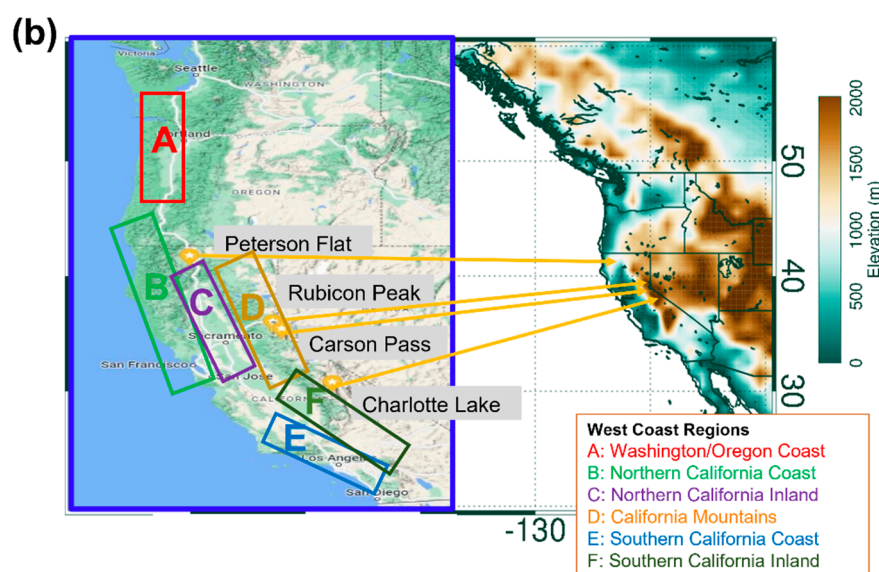 (b)
Victoria
Seattle
WASHINGTON
Portland
A
OREGON
Peterson Flat
B
C
D
Rubicon Peak
Sacramento
Carson Pass
San Francisco
San Jose
F
Charlotte Lake
E
Los Angeles
San Diego
50
40
30
-130
2000
1500
1000
500
0
Elevation (m)
West Coast Regions
A: Washington/Oregon Coast
B: Northern California Coast
C: Northern California Inland
D: California Mountains
E: Southern California Coast
F: Southern California Inland